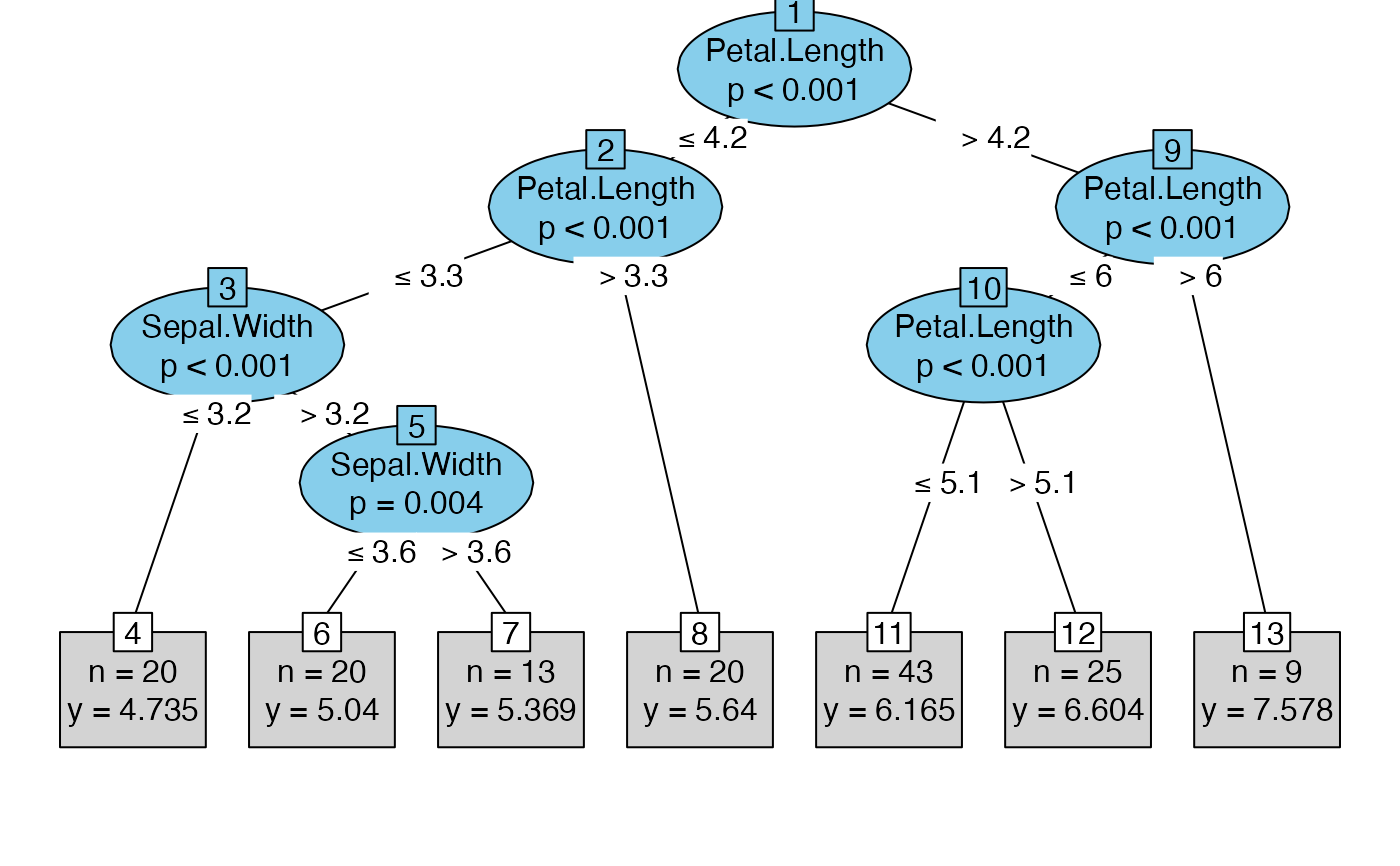 1
Petal.Length
p < 0.001
≤ 4.2
> 4.2
2
Petal.Length
p < 0.001
9
Petal.Length
p < 0.001
≤ 3.3
> 3.3
≤ 6
> 6
3
Sepal.Width
p < 0.001
10
Petal.Length
p < 0.001
≤ 3.2
> 3.2
5
Sepal.Width
p = 0.004
≤ 5.1
> 5.1
≤ 3.6
> 3.6
4
n = 20
y = 4.735
6
n = 20
y = 5.04
7
n = 13
y = 5.369
8
n = 20
y = 5.64
11
n = 43
y = 6.165
12
n = 25
y = 6.604
13
n = 9
y = 7.578